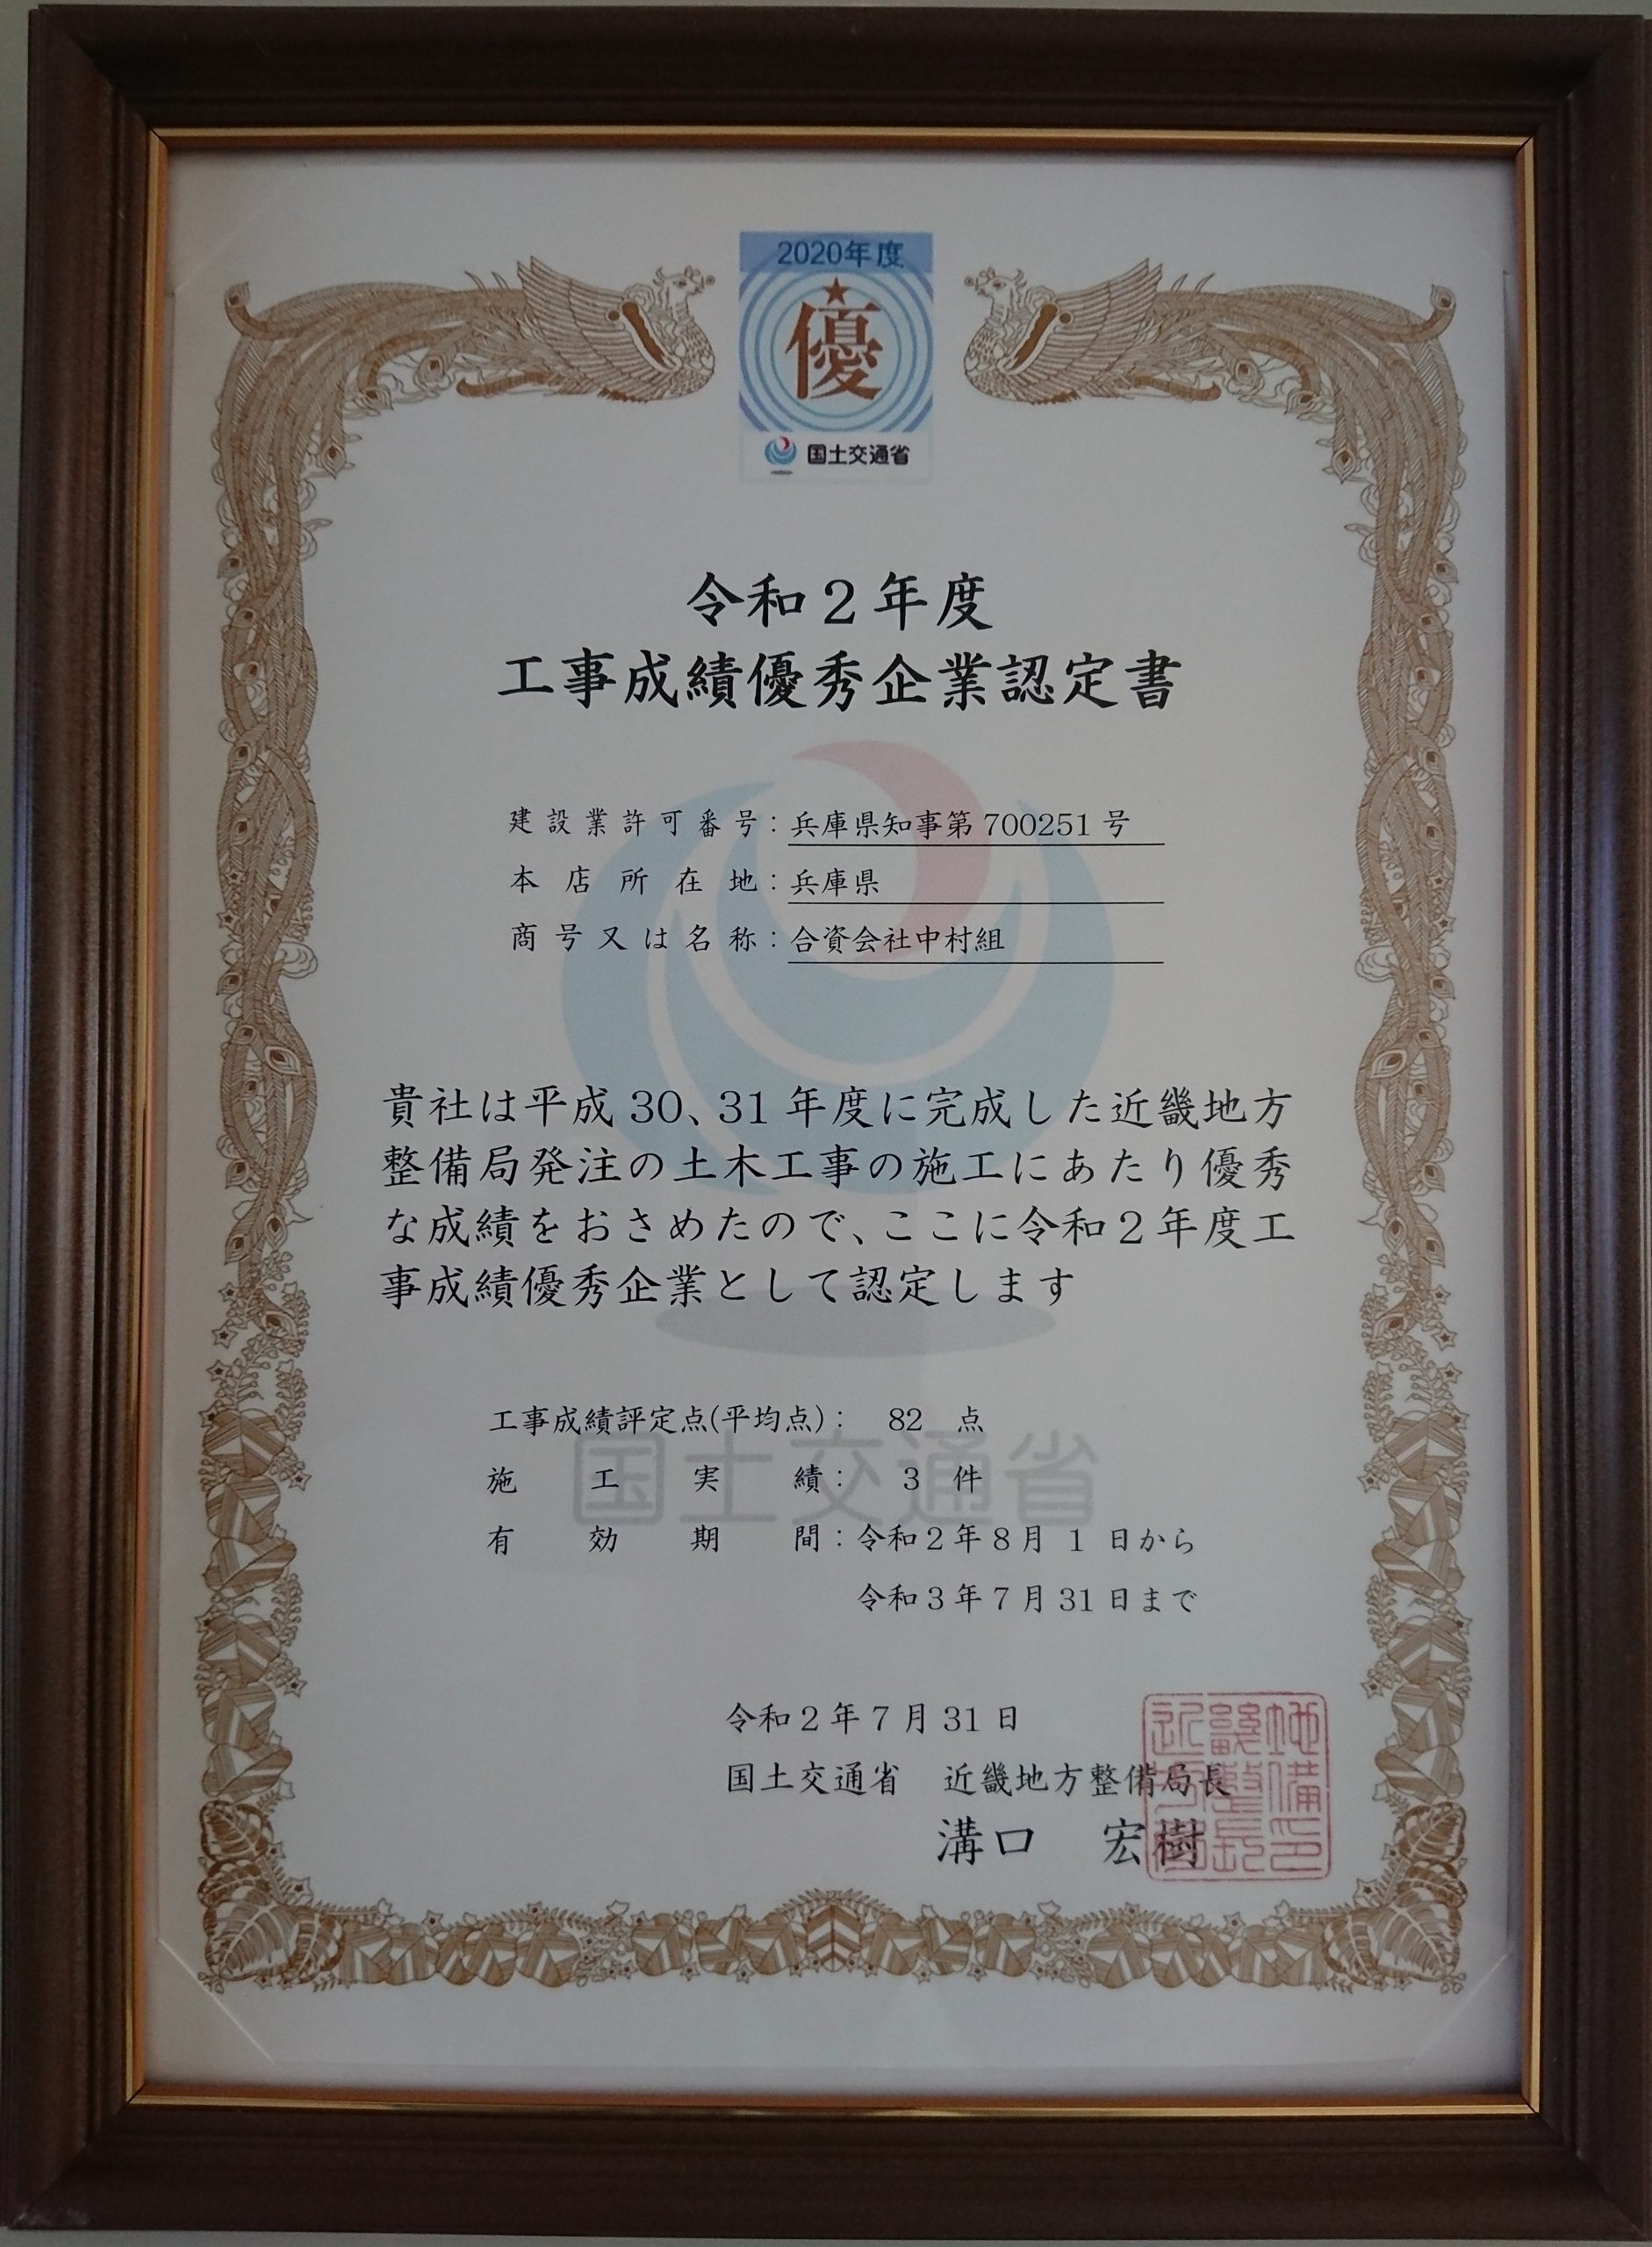 2020年度
優
国土交通省
令和２年度
工事成績優秀企業認定書
建設業許可番号：兵庫県知事第700251号
本店所在地：兵庫県
商号又は名称：合資会社中村組
貴社は平成30、31年度に完成した近畿地方
整備局発注の土木工事の施工にあたり優秀
な成績をおさめたので、ここに令和２年度工
事成績優秀企業として認定します
工事成績評定点(平均点)： 82 点
国土交通省
施工実績： 3 件
有効期間：令和２年８月 1 日から
令和３年７月31日まで
令和２年７月31日
国土交通省 近畿地方整備局長
溝口 宏樹